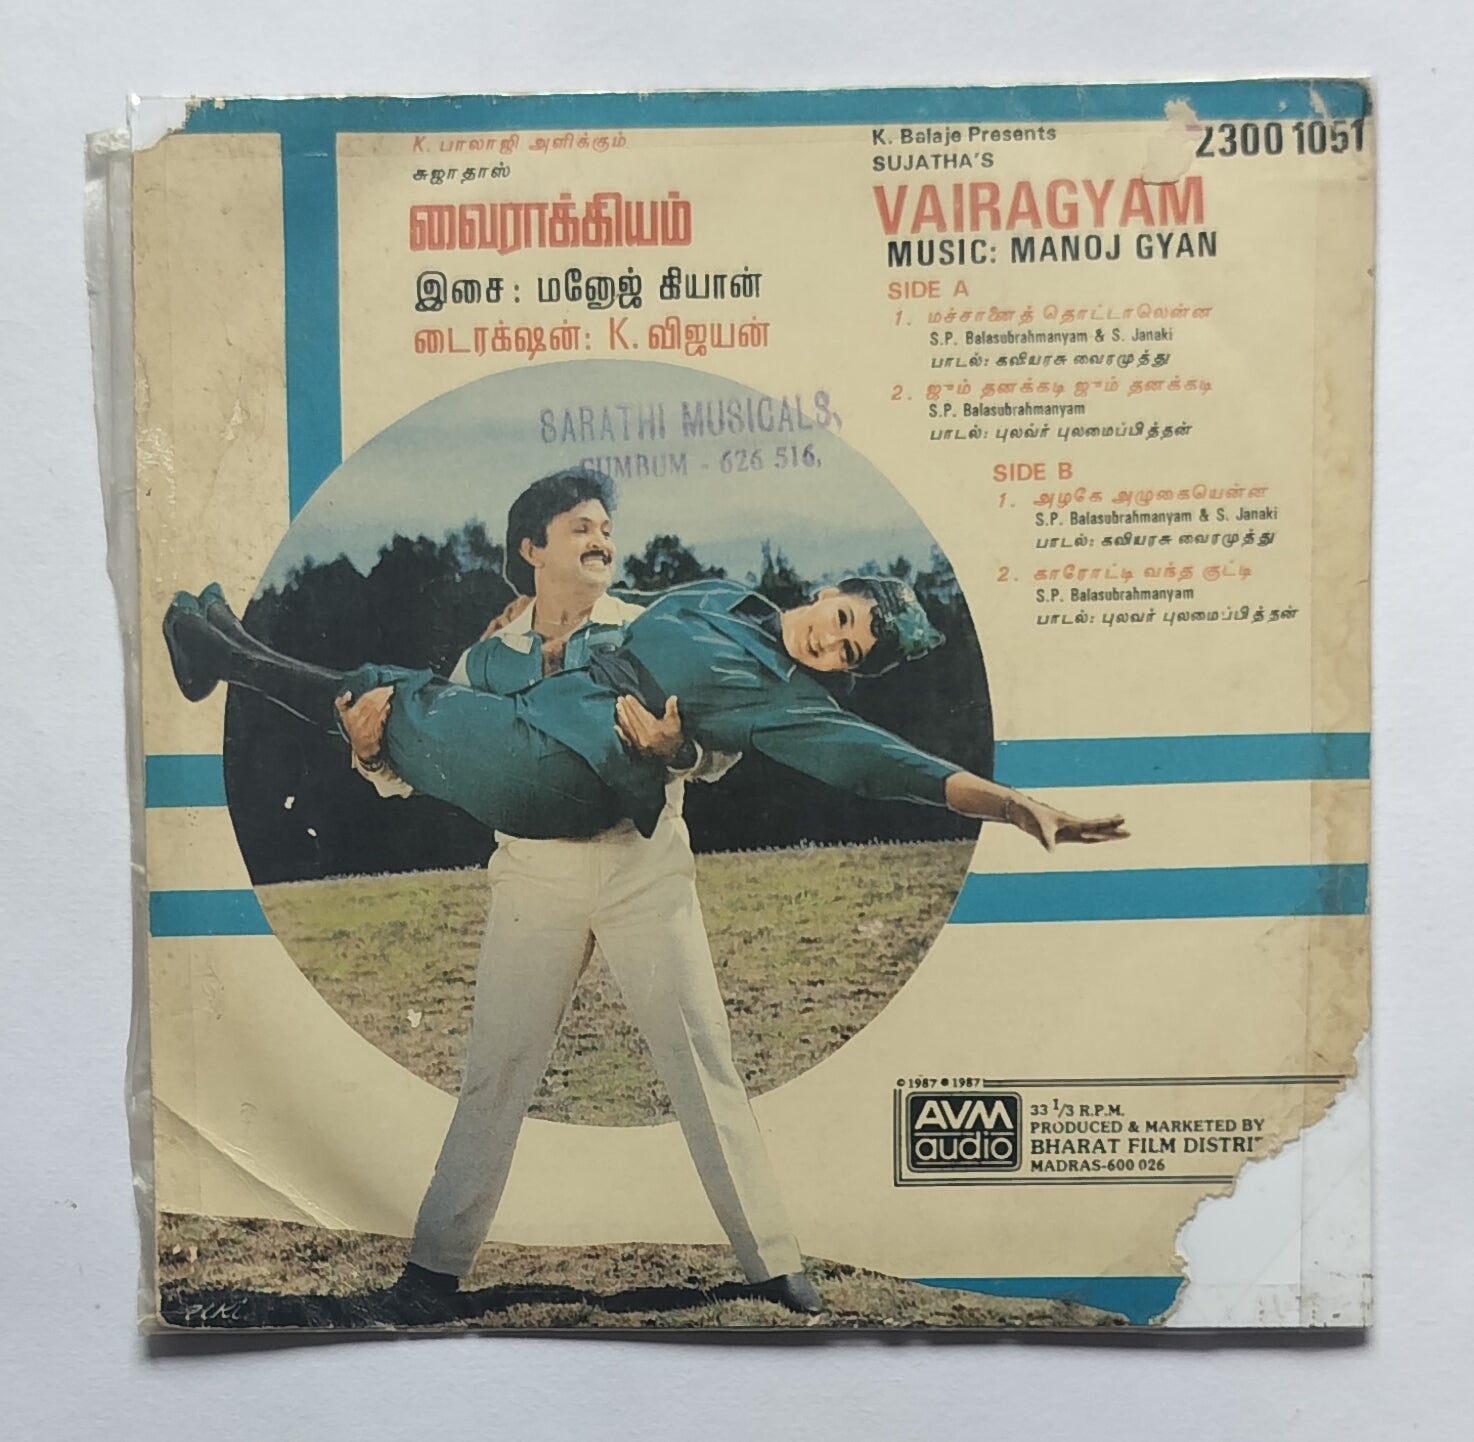 K. பாலாஜி அளிக்கும்
சுஜாதாஸ்
வைராக்கியம்
இசை: மனோஜ் கியான்
டைரக்ஷன்: K. விஜயன்
K. Balaje Presents
SUJATHA'S
VAIRAGYAM
MUSIC: MANOJ GYAN
2300 1051
SIDE A
1. மச்சானைத் தொட்டாலென்ன
S.P. Balasubrahmanyam & S. Janaki
பாடல்: கவியரசு வைரமுத்து
2. ஜும் தனக்கடி ஜும் தனக்கடி
S.P. Balasubrahmanyam
பாடல்: புலவர் புலமைப்பித்தன்
SIDE B
1. அழகே அழுகையென்ன
S.P. Balasubrahmanyam & S. Janaki
பாடல்: கவியரசு வைரமுத்து
2. காரோட்டி வந்த குட்டி
S.P. Balasubrahmanyam
பாடல்: புலவர் புலமைப்பித்தன்
SARATHI MUSICALS,
CUMBUM - 626 516.
© 1987 ℗ 1987
AVM
audio
33 1/3 R.P.M.
PRODUCED & MARKETED BY
BHARAT FILM DISTRI
MADRAS-600 026